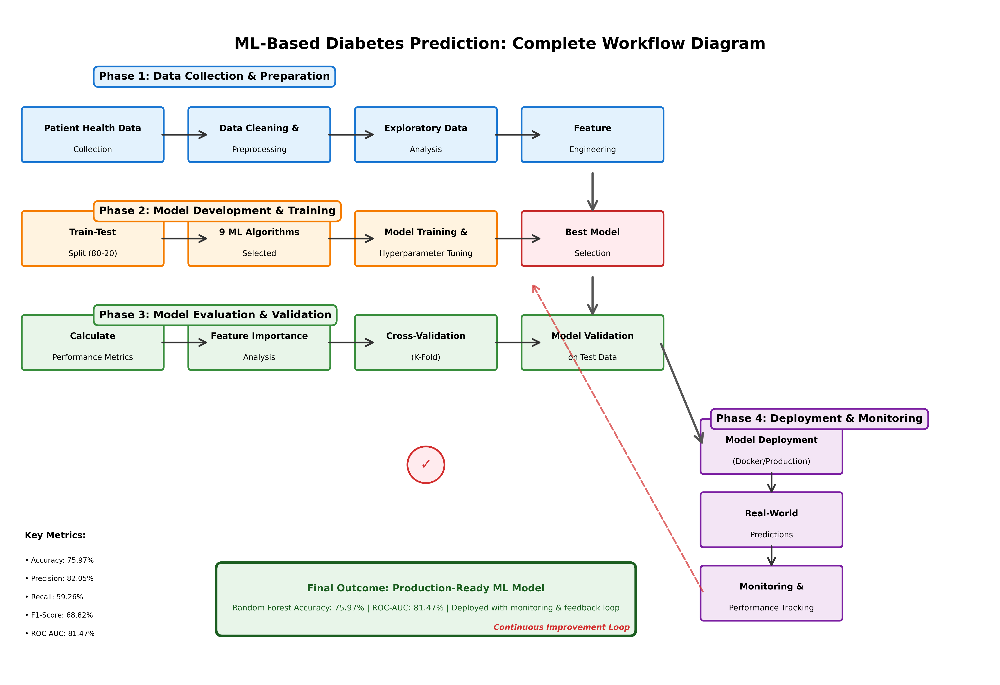 ML-Based Diabetes Prediction: Complete Workflow Diagram
Phase 1: Data Collection & Preparation
Patient Health Data
Collection
Data Cleaning &
Preprocessing
Exploratory Data
Analysis
Feature
Engineering
Phase 2: Model Development & Training
Train-Test
Split (80-20)
9 ML Algorithms
Selected
Model Training &
Hyperparameter Tuning
Best Model
Selection
Phase 3: Model Evaluation & Validation
Calculate
Performance Metrics
Feature Importance
Analysis
Cross-Validation
(K-Fold)
Model Validation
on Test Data
Phase 4: Deployment & Monitoring
Model Deployment
(Docker/Production)
✓
Real-World
Predictions
Monitoring &
Performance Tracking
Key Metrics:
• Accuracy: 75.97%
• Precision: 82.05%
• Recall: 59.26%
• F1-Score: 68.82%
• ROC-AUC: 81.47%
Final Outcome: Production-Ready ML Model
Random Forest Accuracy: 75.97% | ROC-AUC: 81.47% | Deployed with monitoring & feedback loop
Continuous Improvement Loop